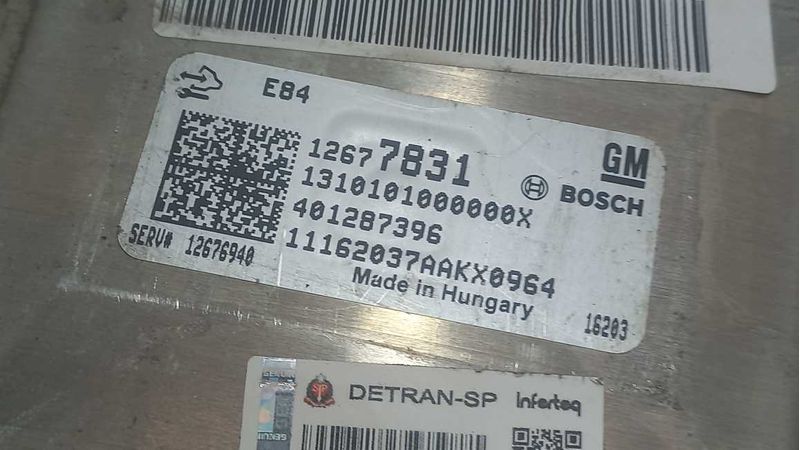 E84
12677831
1310101000000X
401287396
11162037AAKX0964
SERV# 12676940
Made in Hungary
GM
BOSCH
16203
DETRAN-SP Inferteq